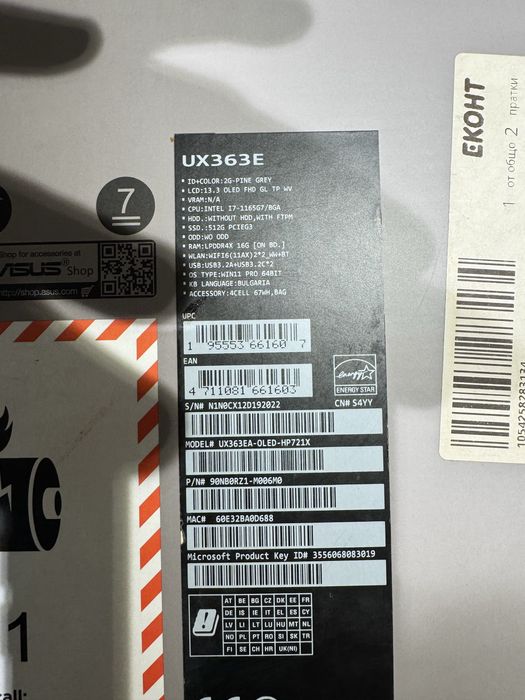 UX363E
• ID+COLOR:2G-PINE GREY
• LCD:13.3 OLED FHD GL TP WV
• VRAM:N/A
• CPU:INTEL I7-1165G7/BGA
• HDD.:WITHOUT HDD,WITH FTPM
• SSD.:512G PCIEG3
• ODD:WO ODD
• RAM:LPDDR4X 16G [ON BD.]
• WLAN:WIFI6(11AX)2*2_WW+BT
• USB:USB3.2A+USB3.2C*2
• OS TYPE:WIN11 PRO 64BIT
• KB LANGUAGE:BULGARIA
• ACCESSORY:4CELL 67WH,BAG
UPC
1 95553 66160 7
EAN
4 711081 661603
energy
ENERGY STAR
S/N# N1N0CX12D192022
CN# S4YY
MODEL# UX363EA-OLED-HP721X
P/N# 90NB0RZ1-M006M0
MAC# 60E32BA0D688
Microsoft Product Key ID# 3556068083019
AT BE BG CZ DK EE FR
DE IS IE IT EL ES CY
LV LI LT LU HU MT NL
NO PL PT RO SI SK TR
FI SE CH HR UK(NI)
7
Shop for accessories at
ASUS Shop
http://shop.asus.com
1
call:
ЕКОНТ
1 от общо 2 пратки